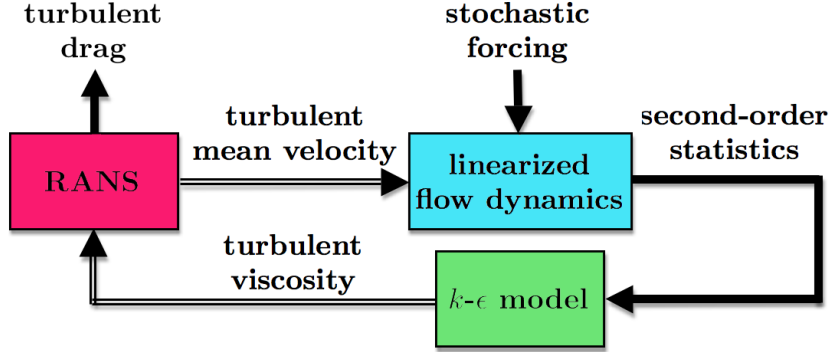 turbulent
drag
stochastic
forcing
turbulent
mean velocity
second-order
statistics
RANS
linearized
flow dynamics
turbulent
viscosity
k-ϵ model